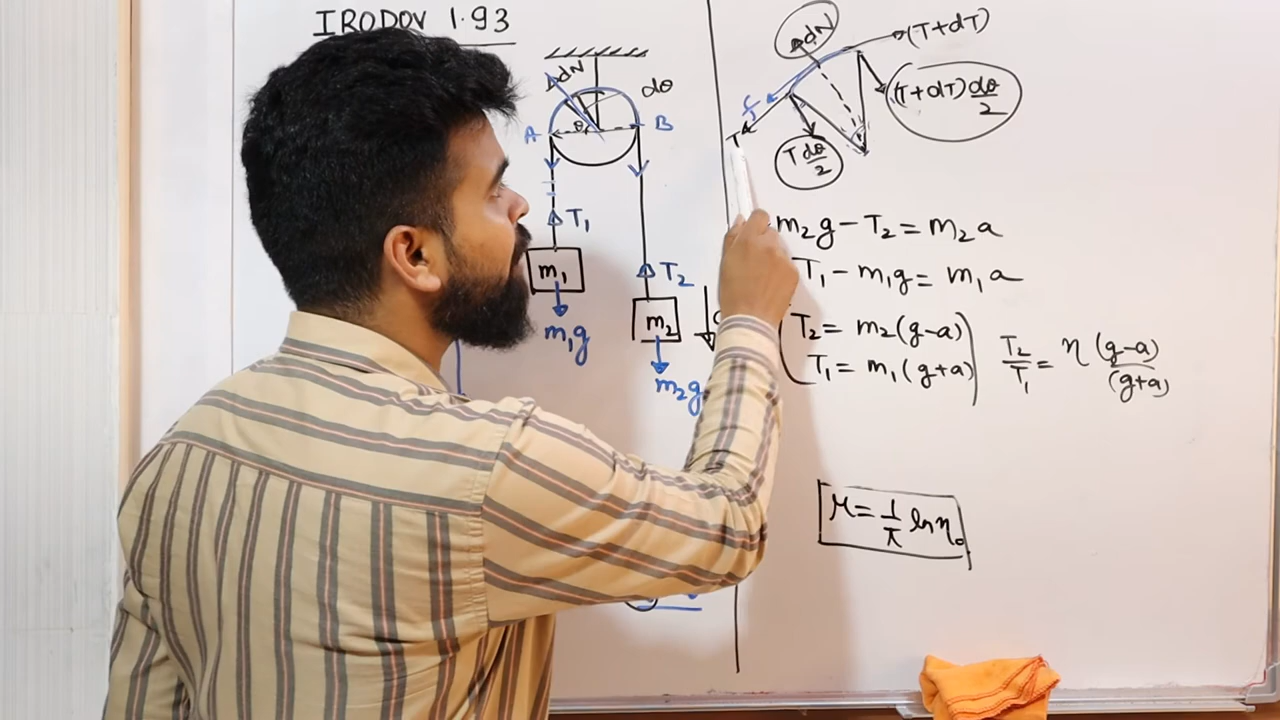 IRODOV 1.93
dN
dθ
θ
A
B
T₁
m₁
m₁g
T₂
m₂
m₂g
dN
(T+dT)
(T+dT)dθ/2
T
T dθ/2
m₂g-T₂=m₂a
T₁-m₁g=m₁a
T₂= m₂(g-a)
T₁= m₁(g+a)
T₂/T₁ = η (g-a)/(g+a)
μ=1/π ln η₀